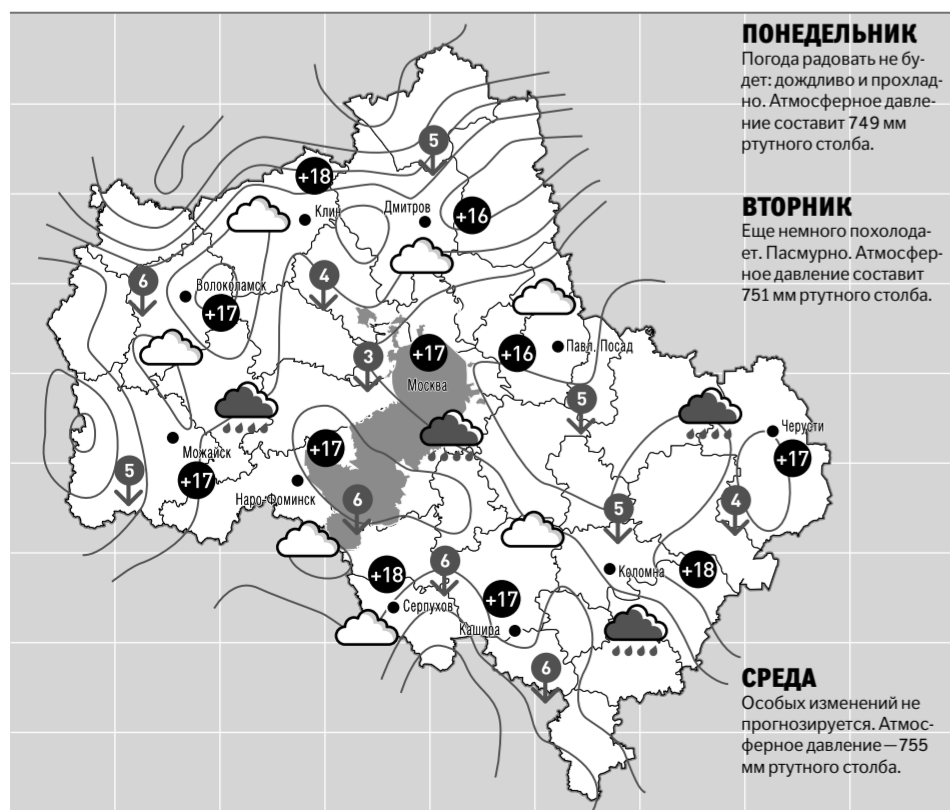 ПОНЕДЕЛЬНИК
Погода радовать не бу-
дет: дождливо и прохлад-
но. Атмосферное давле-
ние составит 749 мм
ртутного столба.
ВТОРНИК
Еще немного похолода-
ет. Пасмурно. Атмосфер-
ное давление составит
751 мм ртутного столба.
СРЕДА
Особых изменений не
прогнозируется. Атмос-
ферное давление — 755
мм ртутного столба.
5
+18
Клин
Дмитров
+16
6
Волоколамск
4
+17
3
+17
Москва
+16
Павл. Посад
5
Черусти
+17
Можайск
5
+17
+17
Наро-Фоминск
6
5
4
+18
6
Коломна
+18
Серпухов
+17
Кашира
6